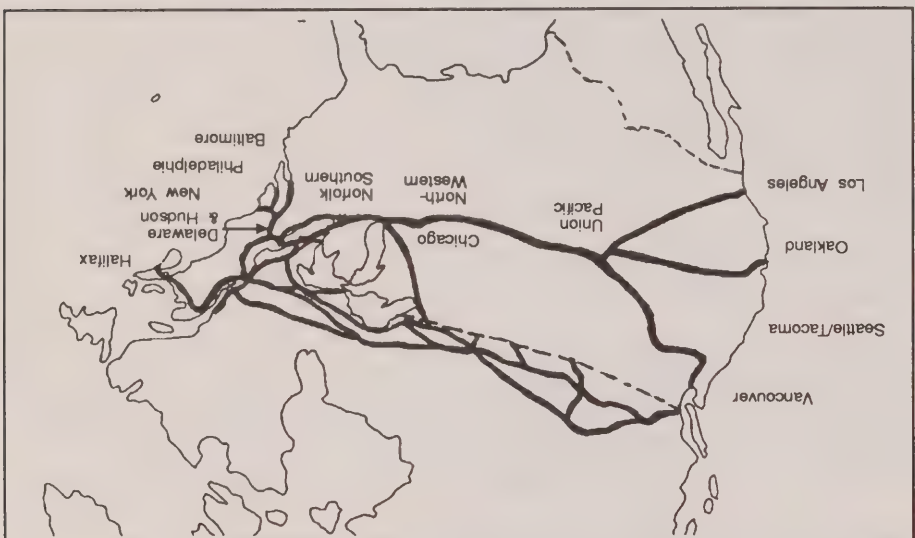 Vancouver
Seattle/Tacoma
Oakland
Los Angeles
Union
Pacific
Chicago
North-
Western
Norfolk
Southern
Halifax
Delaware
& Hudson
New York
Philadelphie
Baltimore